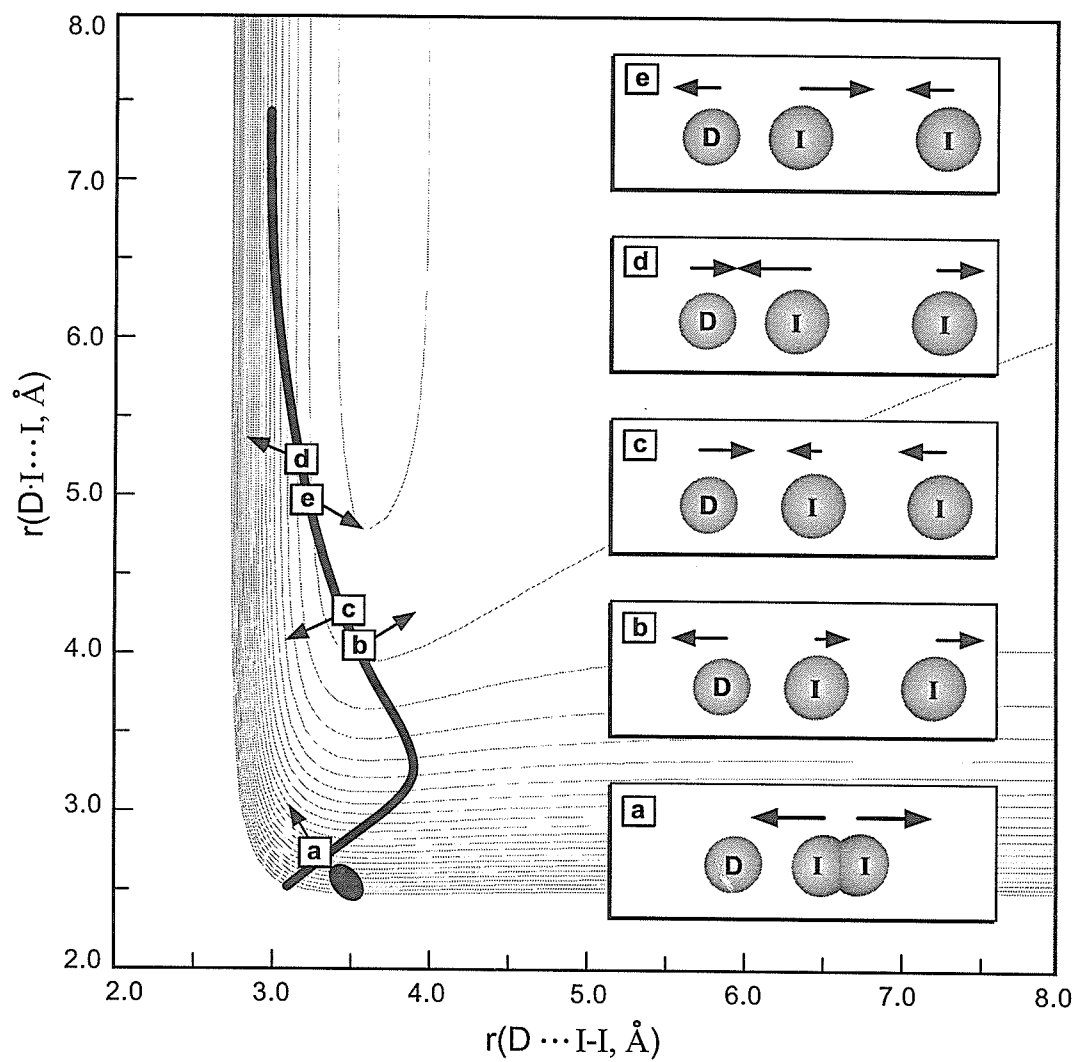 8.0
7.0
6.0
5.0
4.0
3.0
2.0
r(D·I···I, Å)
2.0 3.0 4.0 5.0 6.0 7.0 8.0
r(D ··· I-I, Å)
d
e
c
b
a
e
D I I
d
D I I
c
D I I
b
D I I
a
D I I